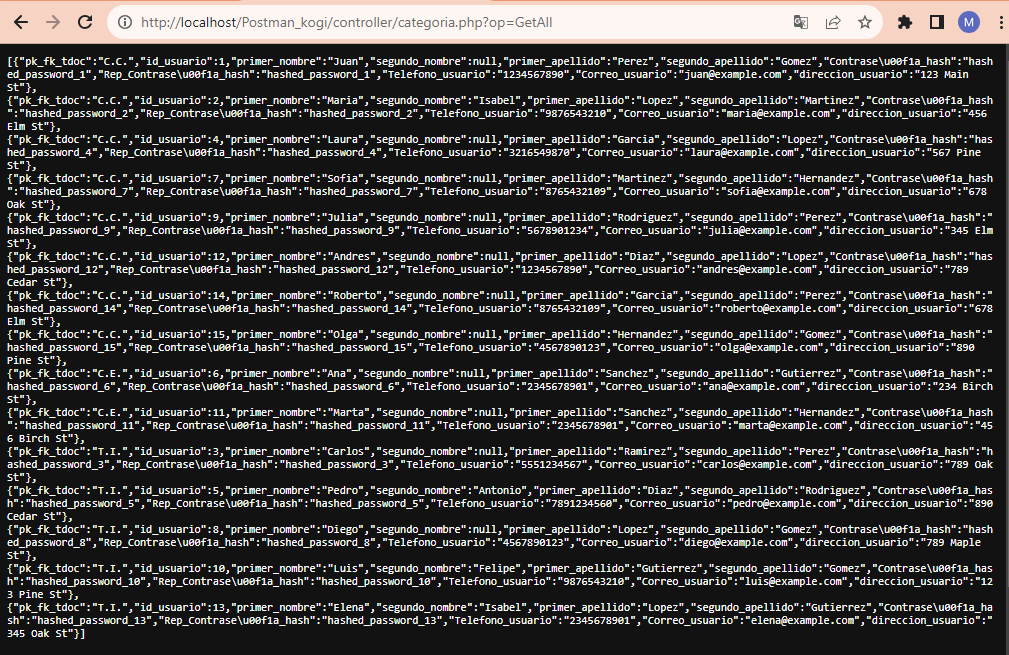 http://localhost/Postman_kogi/controller/categoria.php?op=GetAll
M
[{"pk_fk_tdoc":"C.C.","id_usuario":1,"primer_nombre":"Juan","segundo_nombre":null,"primer_apellido":"Perez","segundo_apellido":"Gomez","Contrase\u00f1a_hash":"hash
ed_password_1","Rep_Contrase\u00f1a_hash":"hashed_password_1","Telefono_usuario":"1234567890","Correo_usuario":"juan@example.com","direccion_usuario":"123 Main
St"},
{"pk_fk_tdoc":"C.C.","id_usuario":2,"primer_nombre":"Maria","segundo_nombre":"Isabel","primer_apellido":"Lopez","segundo_apellido":"Martinez","Contrase\u00f1a_hash
":"hashed_password_2","Rep_Contrase\u00f1a_hash":"hashed_password_2","Telefono_usuario":"9876543210","Correo_usuario":"maria@example.com","direccion_usuario":"456
Elm St"},
{"pk_fk_tdoc":"C.C.","id_usuario":4,"primer_nombre":"Laura","segundo_nombre":null,"primer_apellido":"Garcia","segundo_apellido":"Lopez","Contrase\u00f1a_hash":"has
hed_password_4","Rep_Contrase\u00f1a_hash":"hashed_password_4","Telefono_usuario":"3216549870","Correo_usuario":"laura@example.com","direccion_usuario":"567 Pine
St"},
{"pk_fk_tdoc":"C.C.","id_usuario":7,"primer_nombre":"Sofia","segundo_nombre":null,"primer_apellido":"Martinez","segundo_apellido":"Hernandez","Contrase\u00f1a_hash
":"hashed_password_7","Rep_Contrase\u00f1a_hash":"hashed_password_7","Telefono_usuario":"8765432109","Correo_usuario":"sofia@example.com","direccion_usuario":"678
Oak St"},
{"pk_fk_tdoc":"C.C.","id_usuario":9,"primer_nombre":"Julia","segundo_nombre":null,"primer_apellido":"Rodriguez","segundo_apellido":"Perez","Contrase\u00f1a_hash":"
hashed_password_9","Rep_Contrase\u00f1a_hash":"hashed_password_9","Telefono_usuario":"5678901234","Correo_usuario":"julia@example.com","direccion_usuario":"345 Elm
St"},
{"pk_fk_tdoc":"C.C.","id_usuario":12,"primer_nombre":"Andres","segundo_nombre":null,"primer_apellido":"Diaz","segundo_apellido":"Lopez","Contrase\u00f1a_hash":"has
hed_password_12","Rep_Contrase\u00f1a_hash":"hashed_password_12","Telefono_usuario":"1234567890","Correo_usuario":"andres@example.com","direccion_usuario":"789
Cedar St"},
{"pk_fk_tdoc":"C.C.","id_usuario":14,"primer_nombre":"Roberto","segundo_nombre":null,"primer_apellido":"Garcia","segundo_apellido":"Perez","Contrase\u00f1a_hash":"
hashed_password_14","Rep_Contrase\u00f1a_hash":"hashed_password_14","Telefono_usuario":"8765432109","Correo_usuario":"roberto@example.com","direccion_usuario":"678
Elm St"},
{"pk_fk_tdoc":"C.C.","id_usuario":15,"primer_nombre":"Olga","segundo_nombre":null,"primer_apellido":"Hernandez","segundo_apellido":"Gomez","Contrase\u00f1a_hash":"
hashed_password_15","Rep_Contrase\u00f1a_hash":"hashed_password_15","Telefono_usuario":"4567890123","Correo_usuario":"olga@example.com","direccion_usuario":"890
Pine St"},
{"pk_fk_tdoc":"C.E.","id_usuario":6,"primer_nombre":"Ana","segundo_nombre":null,"primer_apellido":"Sanchez","segundo_apellido":"Gutierrez","Contrase\u00f1a_hash":"
hashed_password_6","Rep_Contrase\u00f1a_hash":"hashed_password_6","Telefono_usuario":"2345678901","Correo_usuario":"ana@example.com","direccion_usuario":"234 Birch
St"},
{"pk_fk_tdoc":"C.E.","id_usuario":11,"primer_nombre":"Marta","segundo_nombre":null,"primer_apellido":"Sanchez","segundo_apellido":"Hernandez","Contrase\u00f1a_hash
":"hashed_password_11","Rep_Contrase\u00f1a_hash":"hashed_password_11","Telefono_usuario":"2345678901","Correo_usuario":"marta@example.com","direccion_usuario":"45
6 Birch St"},
{"pk_fk_tdoc":"T.I.","id_usuario":3,"primer_nombre":"Carlos","segundo_nombre":null,"primer_apellido":"Ramirez","segundo_apellido":"Perez","Contrase\u00f1a_hash":"h
ashed_password_3","Rep_Contrase\u00f1a_hash":"hashed_password_3","Telefono_usuario":"5551234567","Correo_usuario":"carlos@example.com","direccion_usuario":"789 Oak
St"},
{"pk_fk_tdoc":"T.I.","id_usuario":5,"primer_nombre":"Pedro","segundo_nombre":"Antonio","primer_apellido":"Diaz","segundo_apellido":"Rodriguez","Contrase\u00f1a_has
h":"hashed_password_5","Rep_Contrase\u00f1a_hash":"hashed_password_5","Telefono_usuario":"7891234560","Correo_usuario":"pedro@example.com","direccion_usuario":"890
Cedar St"},
{"pk_fk_tdoc":"T.I.","id_usuario":8,"primer_nombre":"Diego","segundo_nombre":null,"primer_apellido":"Lopez","segundo_apellido":"Gomez","Contrase\u00f1a_hash":"hash
ed_password_8","Rep_Contrase\u00f1a_hash":"hashed_password_8","Telefono_usuario":"4567890123","Correo_usuario":"diego@example.com","direccion_usuario":"789 Maple
St"},
{"pk_fk_tdoc":"T.I.","id_usuario":10,"primer_nombre":"Luis","segundo_nombre":"Felipe","primer_apellido":"Gutierrez","segundo_apellido":"Gomez","Contrase\u00f1a_has
h":"hashed_password_10","Rep_Contrase\u00f1a_hash":"hashed_password_10","Telefono_usuario":"9876543210","Correo_usuario":"luis@example.com","direccion_usuario":"12
3 Pine St"},
{"pk_fk_tdoc":"T.I.","id_usuario":13,"primer_nombre":"Elena","segundo_nombre":"Isabel","primer_apellido":"Lopez","segundo_apellido":"Gutierrez","Contrase\u00f1a_ha
sh":"hashed_password_13","Rep_Contrase\u00f1a_hash":"hashed_password_13","Telefono_usuario":"2345678901","Correo_usuario":"elena@example.com","direccion_usuario":"
345 Oak St"}]